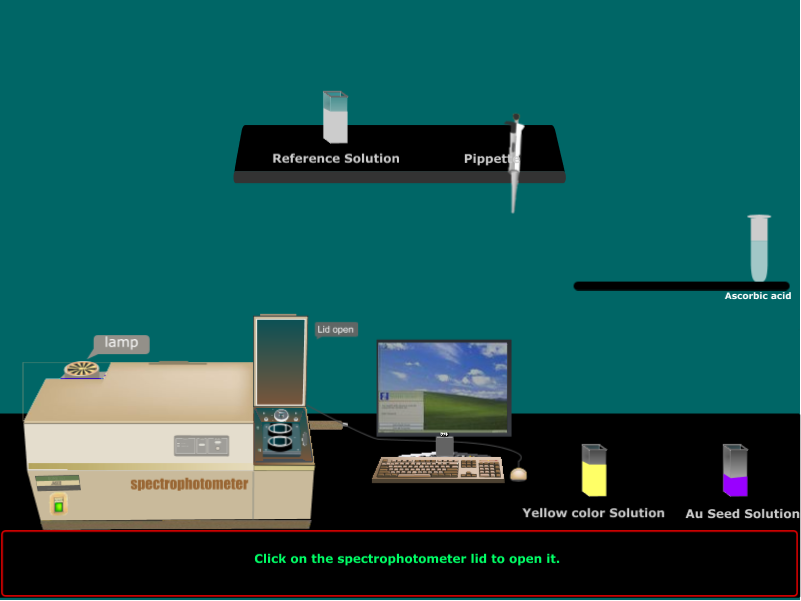 Reference Solution
Pippett
Ascorbic acid
Lid open
lamp
spectrophotometer
Yellow color Solution
Au Seed Solution
Click on the spectrophotometer lid to open it.